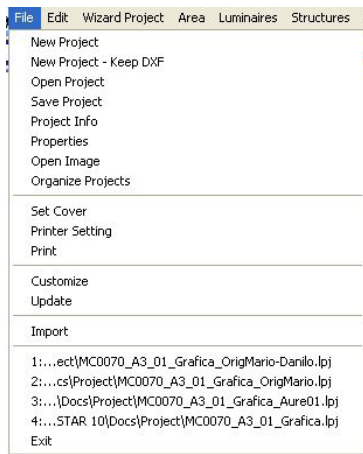 File Edit Wizard Project Area Luminaires Structures
New Project
New Project - Keep DXF
Open Project
Save Project
Project Info
Properties
Open Image
Organize Projects
Set Cover
Printer Setting
Print
Customize
Update
Import
1:...ect\MC0070_A3_01_Grafica_OrigMario-Danilo.lpj
2:...cs\Project\MC0070_A3_01_Grafica_OrigMario.lpj
3:...\Docs\Project\MC0070_A3_01_Grafica_Aure01.lpj
4:...STAR 10\Docs\Project\MC0070_A3_01_Grafica.lpj
Exit